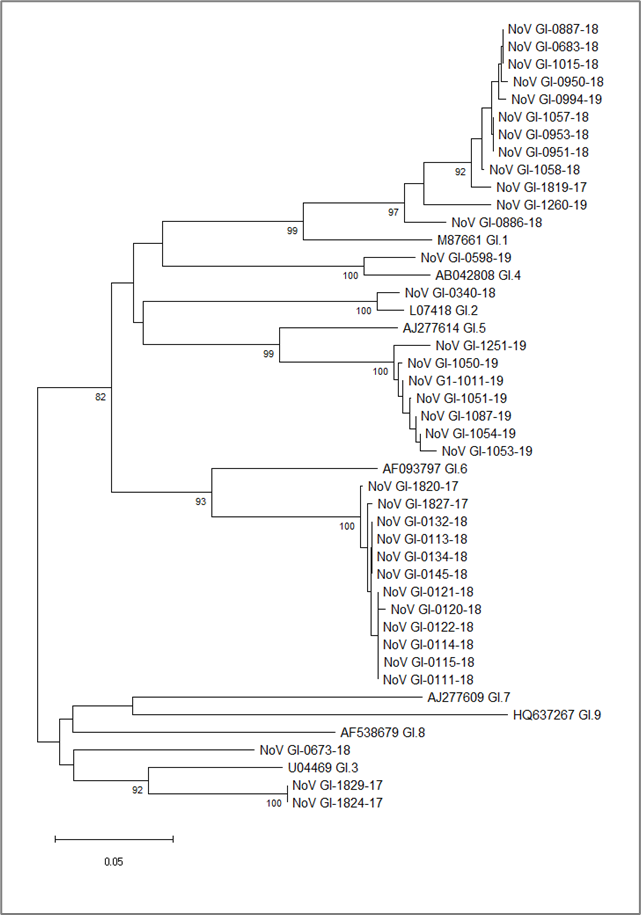 NoV GI-0887-18
NoV GI-0683-18
NoV GI-1015-18
NoV GI-0950-18
NoV GI-0994-19
NoV GI-1057-18
NoV GI-0953-18
NoV GI-0951-18
NoV GI-1058-18
92
NoV GI-1819-17
NoV GI-1260-19
97
NoV GI-0886-18
99
M87661 GI.1
NoV GI-0598-19
100
AB042808 GI.4
NoV GI-0340-18
100
L07418 GI.2
AJ277614 GI.5
NoV GI-1251-19
99
100
NoV GI-1050-19
NoV G1-1011-19
82
NoV GI-1051-19
NoV GI-1087-19
NoV GI-1054-19
NoV GI-1053-19
AF093797 GI.6
NoV GI-1820-17
93
NoV GI-1827-17
100
NoV GI-0132-18
NoV GI-0113-18
NoV GI-0134-18
NoV GI-0145-18
NoV GI-0121-18
NoV GI-0120-18
NoV GI-0122-18
NoV GI-0114-18
NoV GI-0115-18
NoV GI-0111-18
AJ277609 GI.7
HQ637267 GI.9
AF538679 GI.8
NoV GI-0673-18
U04469 GI.3
92
NoV GI-1829-17
100
NoV GI-1824-17
0.05